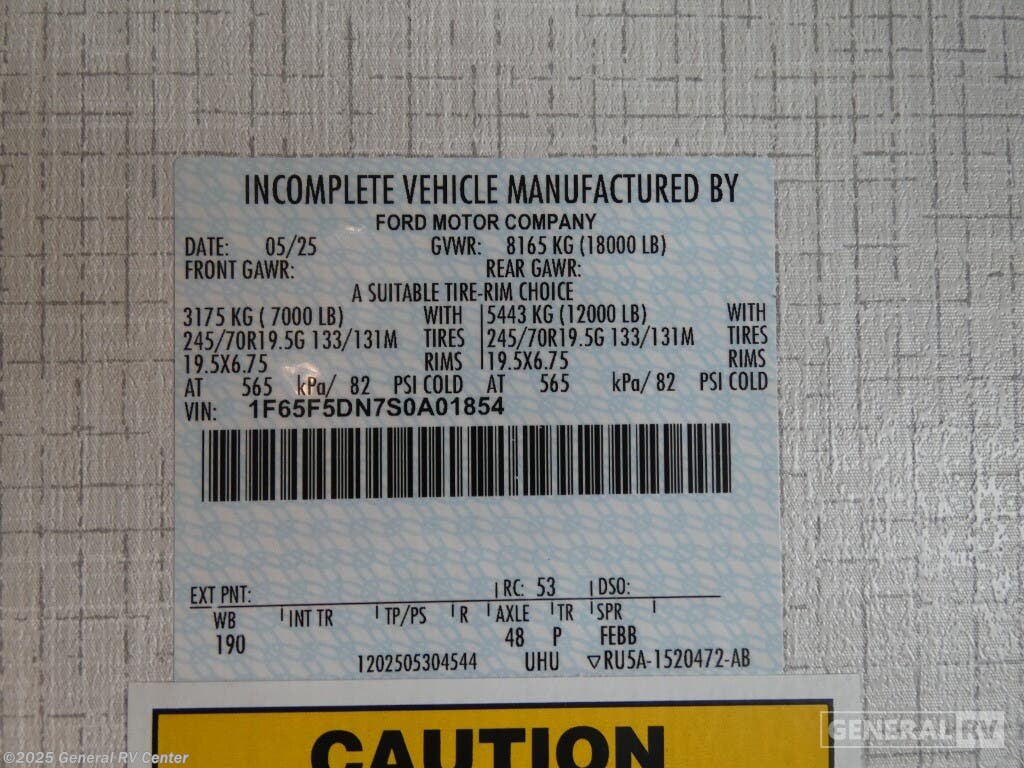 INCOMPLETE VEHICLE MANUFACTURED BY
FORD MOTOR COMPANY
DATE: 05/25 GVWR: 8165 KG (18000 LB)
FRONT GAWR: REAR GAWR:
A SUITABLE TIRE-RIM CHOICE
3175 KG ( 7000 LB) WITH 5443 KG (12000 LB) WITH
245/70R19.5G 133/131M TIRES 245/70R19.5G 133/131M TIRES
19.5X6.75 RIMS 19.5X6.75 RIMS
AT 565 kPa/ 82 PSI COLD AT 565 kPa/ 82 PSI COLD
VIN: 1F65F5DN7S0A01854
EXT PNT: RC: 53 DSO:
WB INT TR TP/PS R AXLE TR SPR
190 48 P FEBB
1202505304544 UHU ▽RU5A-1520472-AB
CAUTION
GENERAL RV
©2025 General RV Center